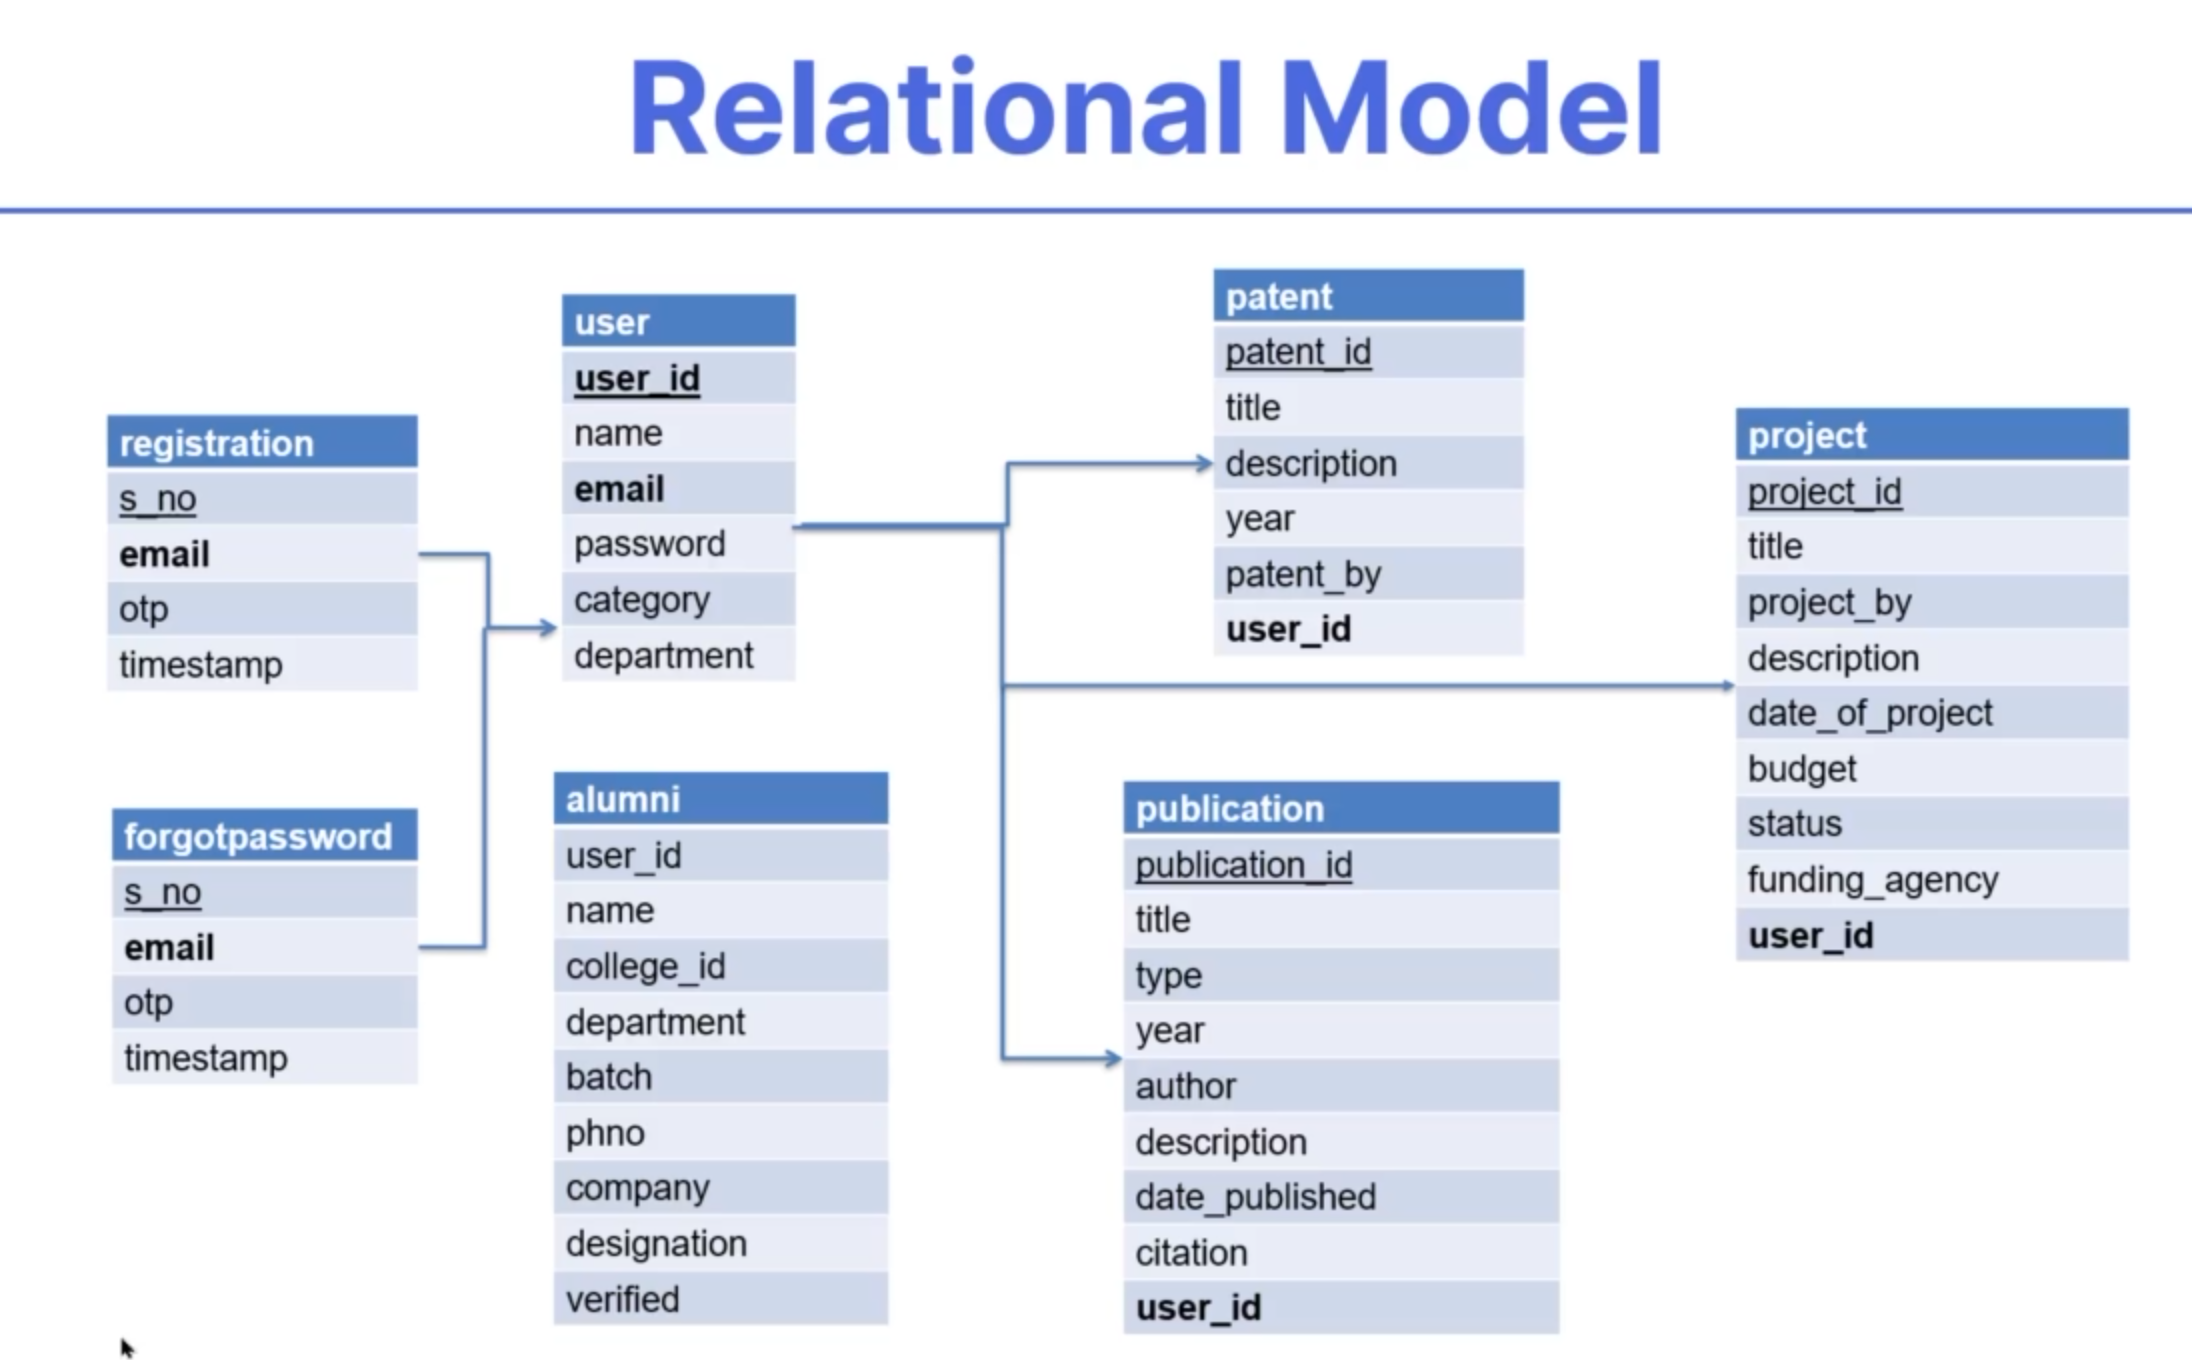 Relational Model
registration
s_no
email
otp
timestamp
forgotpassword
s_no
email
otp
timestamp
user
user_id
name
email
password
category
department
alumni
user_id
name
college_id
department
batch
phno
company
designation
verified
patent
patent_id
title
description
year
patent_by
user_id
publication
publication_id
title
type
year
author
description
date_published
citation
user_id
project
project_id
title
project_by
description
date_of_project
budget
status
funding_agency
user_id